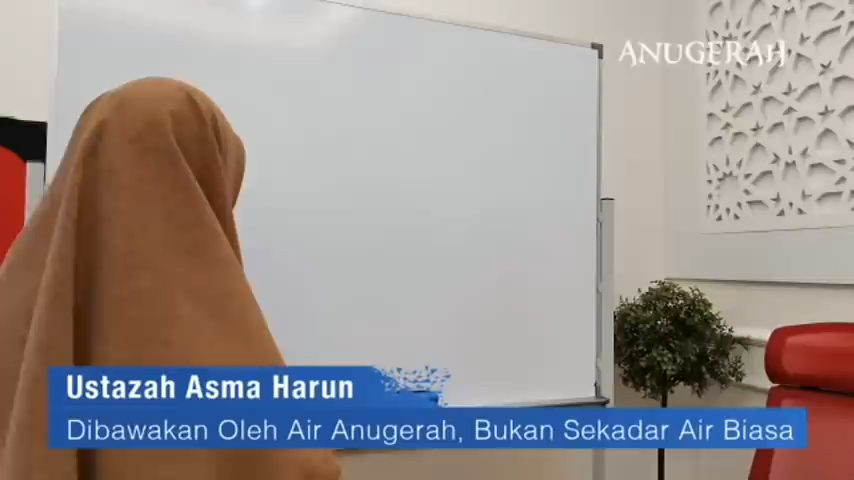 ANUGERAH
Ustazah Asma Harun
Dibawakan Oleh Air Anugerah, Bukan Sekadar Air Biasa